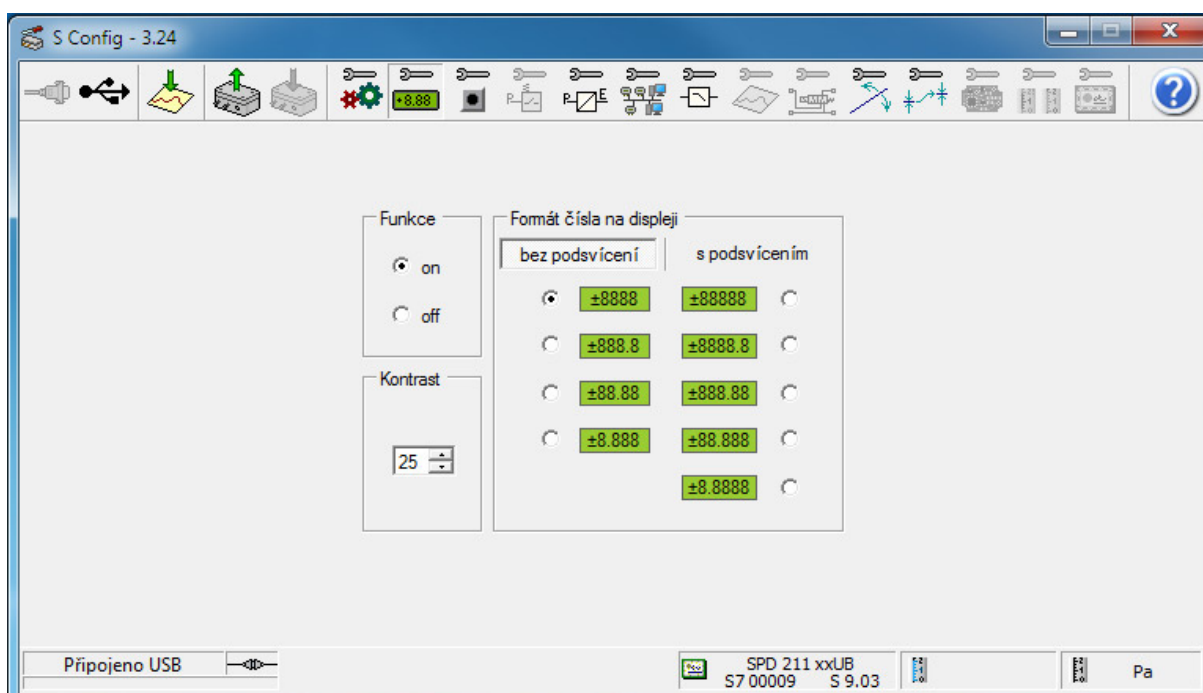 S Config - 3.24
+8.88
P
P E
?
Funkce
on
off
Kontrast
25
Formát čísla na displeji
bez podsvícení s podsvícením
±8888 ±88888
±888.8 ±8888.8
±88.88 ±888.88
±8.888 ±88.888
±8.8888
Připojeno USB
SPD 211 xxUB
S7 00009 S 9.03
Pa